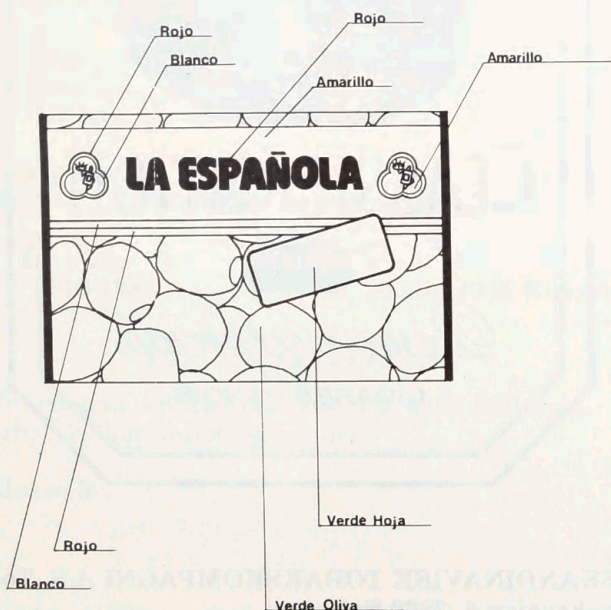 Rojo
Rojo
Blanco
Amarillo
Amarillo
LA ESPAÑOLA
Verde Hoja
Rojo
Blanco
Verde Oliva